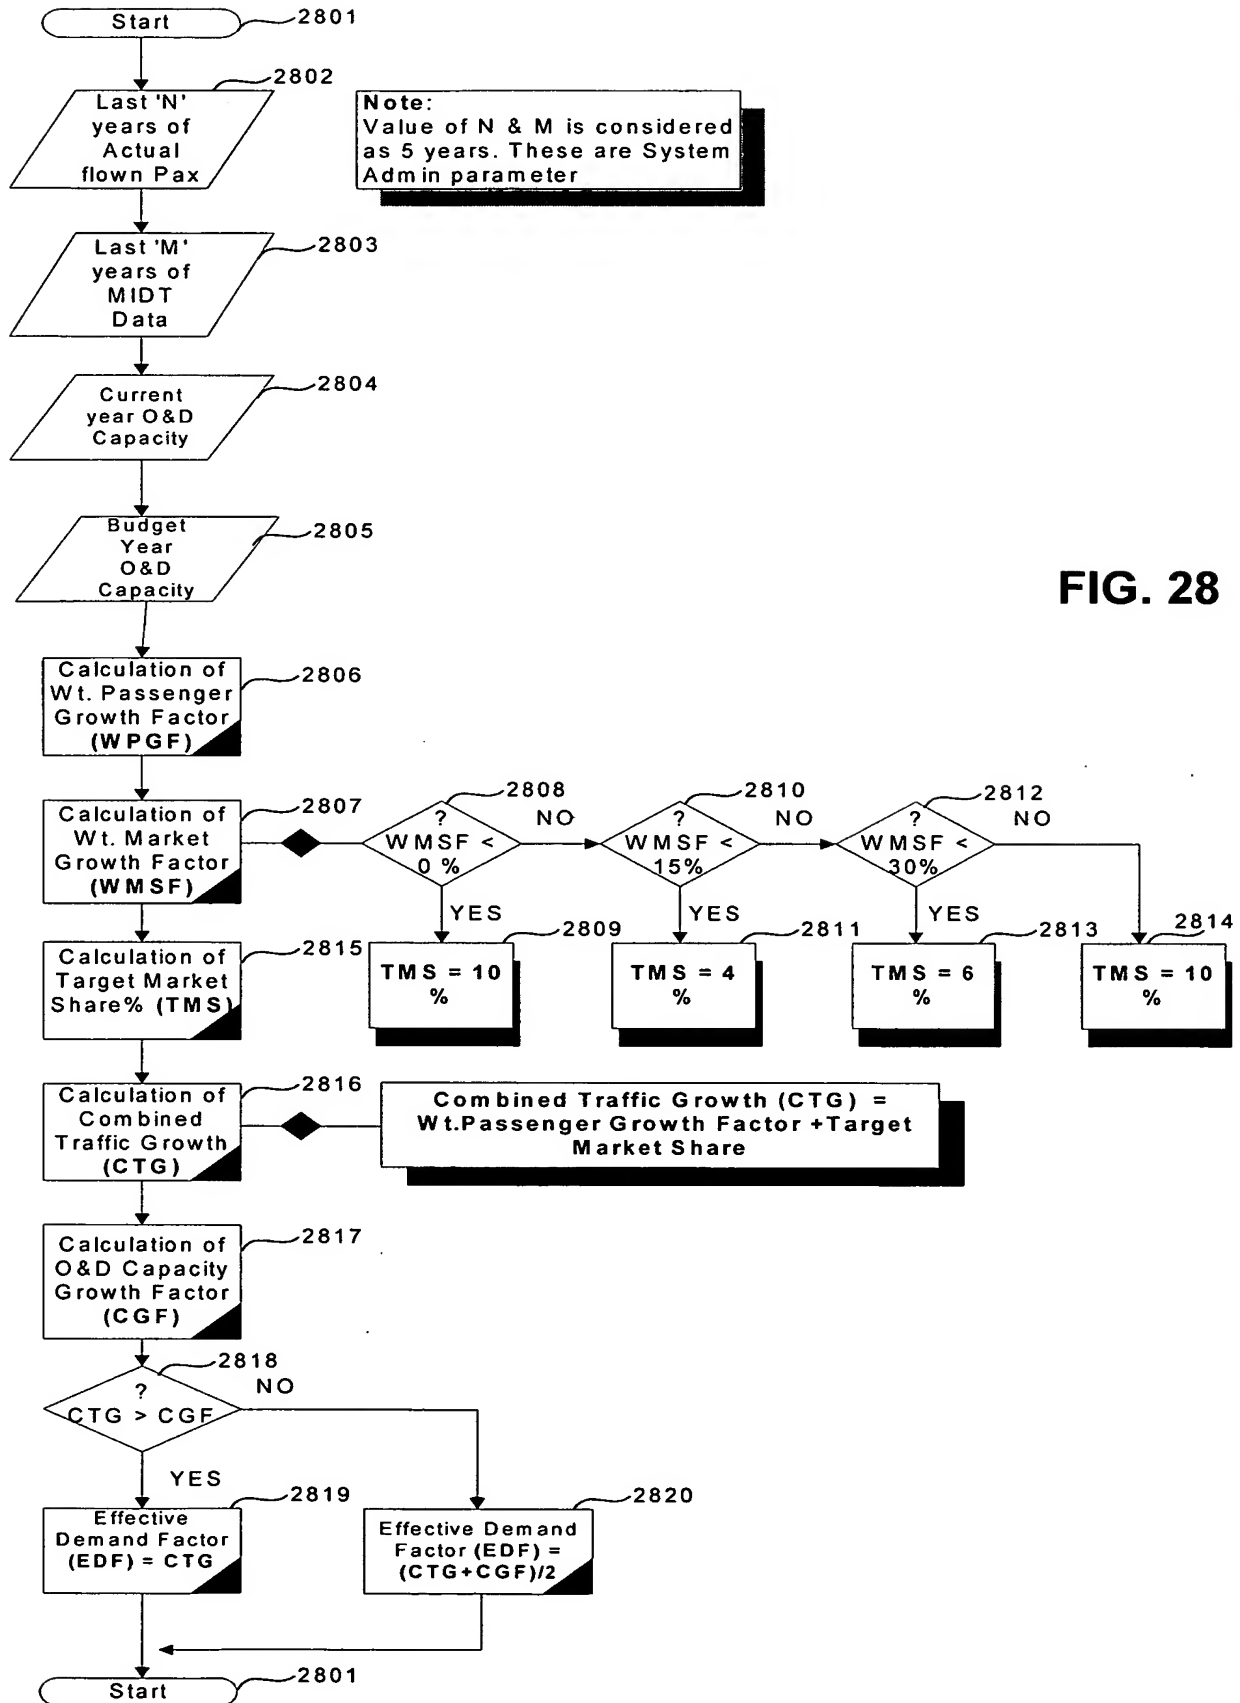 Start
2801
2802
Last 'N'
years of
Actual
flown Pax
Note:
Value of N & M is considered
as 5 years. These are System
Admin parameter
Last 'M'
years of
MIDT
Data
2803
Current
year O&D
Capacity
2804
Budget
Year
O&D
Capacity
2805
FIG. 28
Calculation of
Wt. Passenger
Growth Factor
(WPGF)
2806
Calculation of
Wt. Market
Growth Factor
(WMSF)
2807
2808
?
WMSF <
0 %
NO
YES
2810
?
WMSF <
15%
NO
YES
2812
?
WMSF <
30%
NO
YES
2809
TMS = 10
%
2811
TMS = 4
%
2813
TMS = 6
%
2814
TMS = 10
%
Calculation of
Target Market
Share% (TMS)
2815
Calculation of
Combined
Traffic Growth
(CTG)
2816
Combined Traffic Growth (CTG) =
Wt.Passenger Growth Factor +Target
Market Share
Calculation of
O&D Capacity
Growth Factor
(CGF)
2817
2818
?
CTG > CGF
NO
YES
2819
Effective
Demand Factor
(EDF) = CTG
2820
Effective Demand
Factor (EDF) =
(CTG+CGF)/2
2801
Start